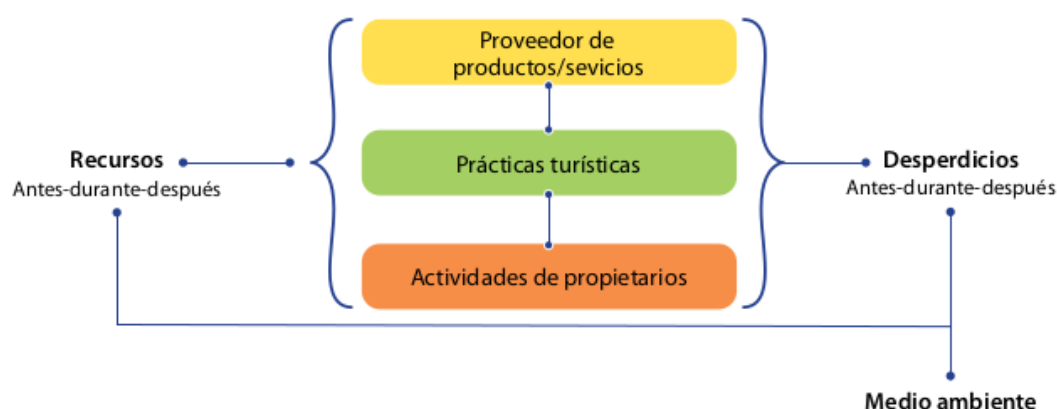 Proveedor de
productos/sevicios
Recursos
Antes-durante-después
Prácticas turísticas
Desperdicios
Antes-durante-después
Actividades de propietarios
Medio ambiente